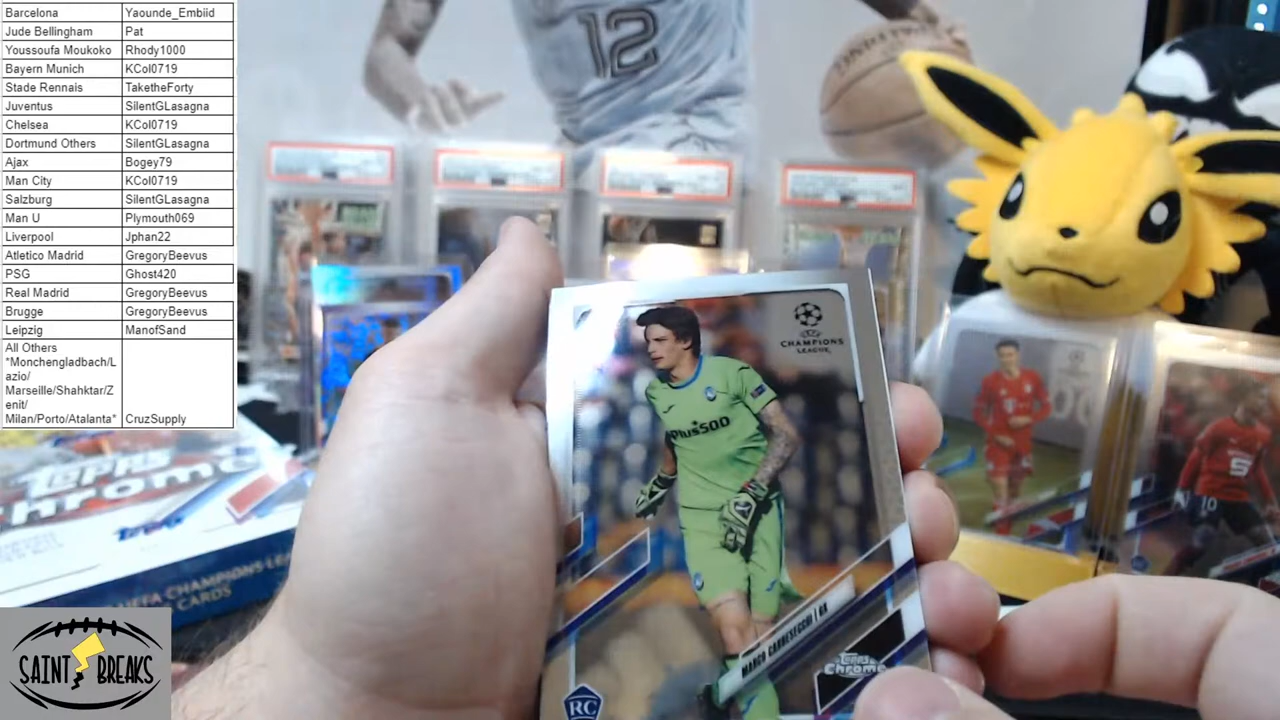 Barcelona Yaounde_Embiid
Jude Bellingham Pat
Youssoufa Moukoko Rhody1000
Bayern Munich KCol0719
Stade Rennais TaketheForty
Juventus SilentGLasagna
Chelsea KCol0719
Dortmund Others SilentGLasagna
Ajax Bogey79
Man City KCol0719
Salzburg SilentGLasagna
Man U Plymouth069
Liverpool Jphan22
Atletico Madrid GregoryBeevus
PSG Ghost420
Real Madrid GregoryBeevus
Brugge GregoryBeevus
Leipzig ManofSand
All Others
*Monchengladbach/L
azio/
Marseille/Shahktar/Z
enit/
Milan/Porto/Atalanta* CruzSupply
12
CHAMPIONS
LEAGUE
Plus500
MARCO CARNESECCHI | GK
Topps
Chrome
RC
Topps
Chrome
UEFA CHAMPIONS LE
CARDS
10
SAINT BREAKS